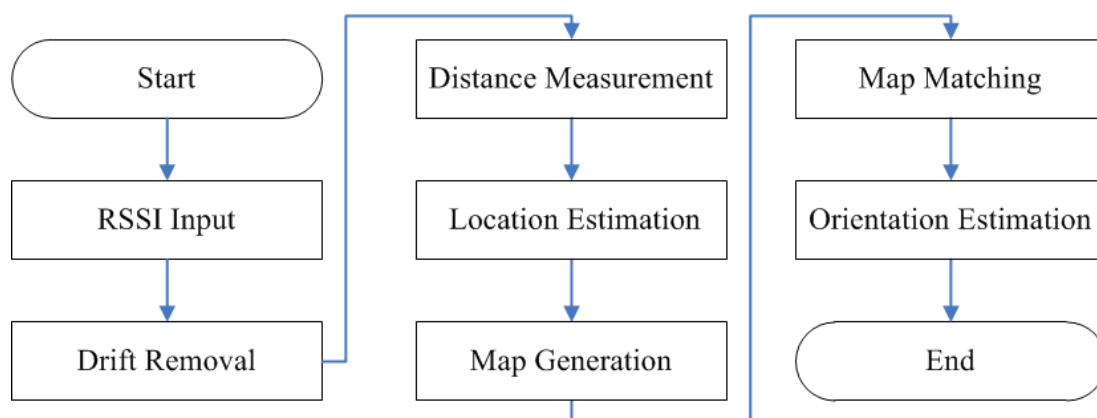 Start
RSSI Input
Drift Removal
Distance Measurement
Location Estimation
Map Generation
Map Matching
Orientation Estimation
End